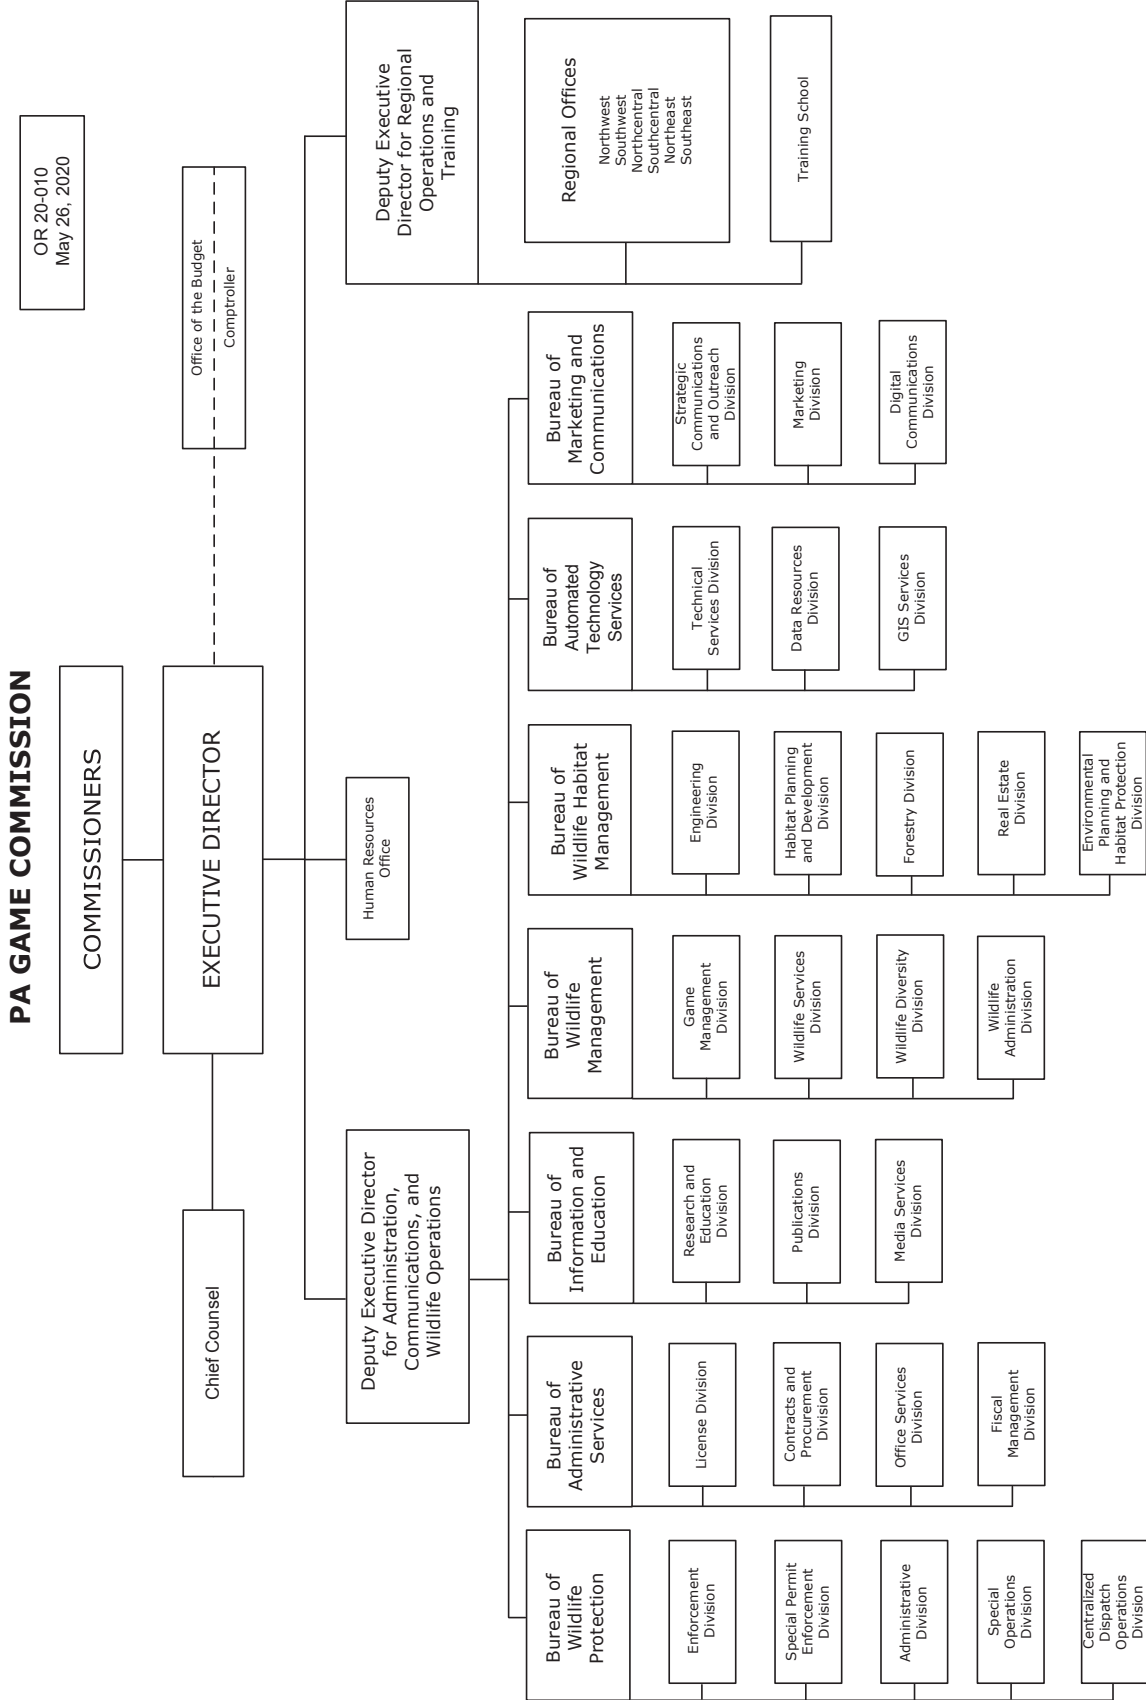 PA GAME COMMISSION
OR 20-010
May 26, 2020
COMMISSIONERS
EXECUTIVE DIRECTOR
Chief Counsel
Office of the Budget
Comptroller
Human Resources
Office
Deputy Executive Director
for Administration,
Communications, and
Wildlife Operations
Deputy Executive
Director for Regional
Operations and
Training
Bureau of
Wildlife
Protection
Enforcement
Division
Special Permit
Enforcement
Division
Administrative
Division
Special
Operations
Division
Centralized
Dispatch
Operations
Division
Bureau of
Administrative
Services
License Division
Contracts and
Procurement
Division
Office Services
Division
Fiscal
Management
Division
Bureau of
Information and
Education
Research and
Education
Division
Publications
Division
Media Services
Division
Bureau of
Wildlife
Management
Game
Management
Division
Wildlife Services
Division
Wildlife Diversity
Division
Wildlife
Administration
Division
Bureau of
Wildlife Habitat
Management
Engineering
Division
Habitat Planning
and Development
Division
Forestry Division
Real Estate
Division
Environmental
Planning and
Habitat Protection
Division
Bureau of
Automated
Technology
Services
Technical
Services Division
Data Resources
Division
GIS Services
Division
Bureau of
Marketing and
Communications
Strategic
Communications
and Outreach
Division
Marketing
Division
Digital
Communications
Division
Regional Offices
Northwest
Southwest
Northcentral
Southcentral
Northeast
Southeast
Training School